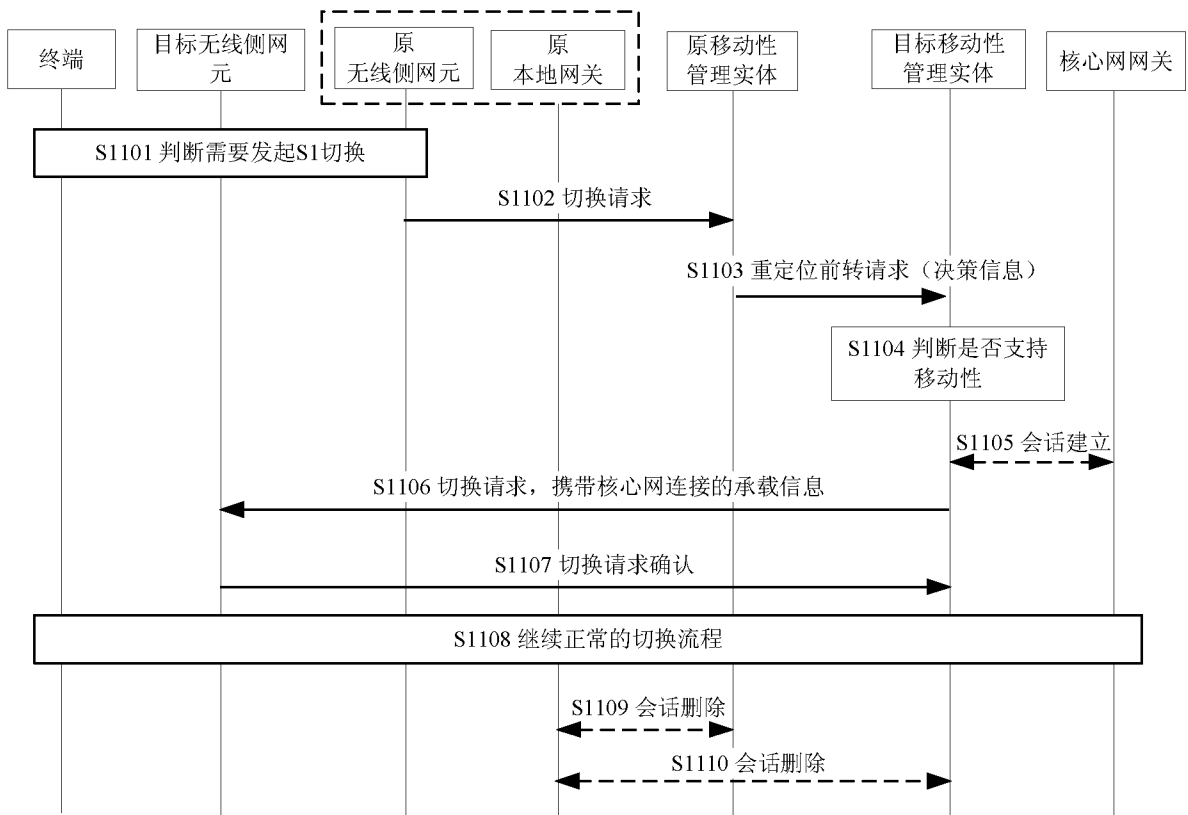 终端
目标无线侧网
元
原
无线侧网元
原
本地网关
原移动性
管理实体
目标移动性
管理实体
核心网网关
S1101 判断需要发起S1切换
S1102 切换请求
S1103 重定位前转请求（决策信息）
S1104 判断是否支持
移动性
S1105 会话建立
S1106 切换请求，携带核心网连接的承载信息
S1107 切换请求确认
S1108 继续正常的切换流程
S1109 会话删除
S1110 会话删除